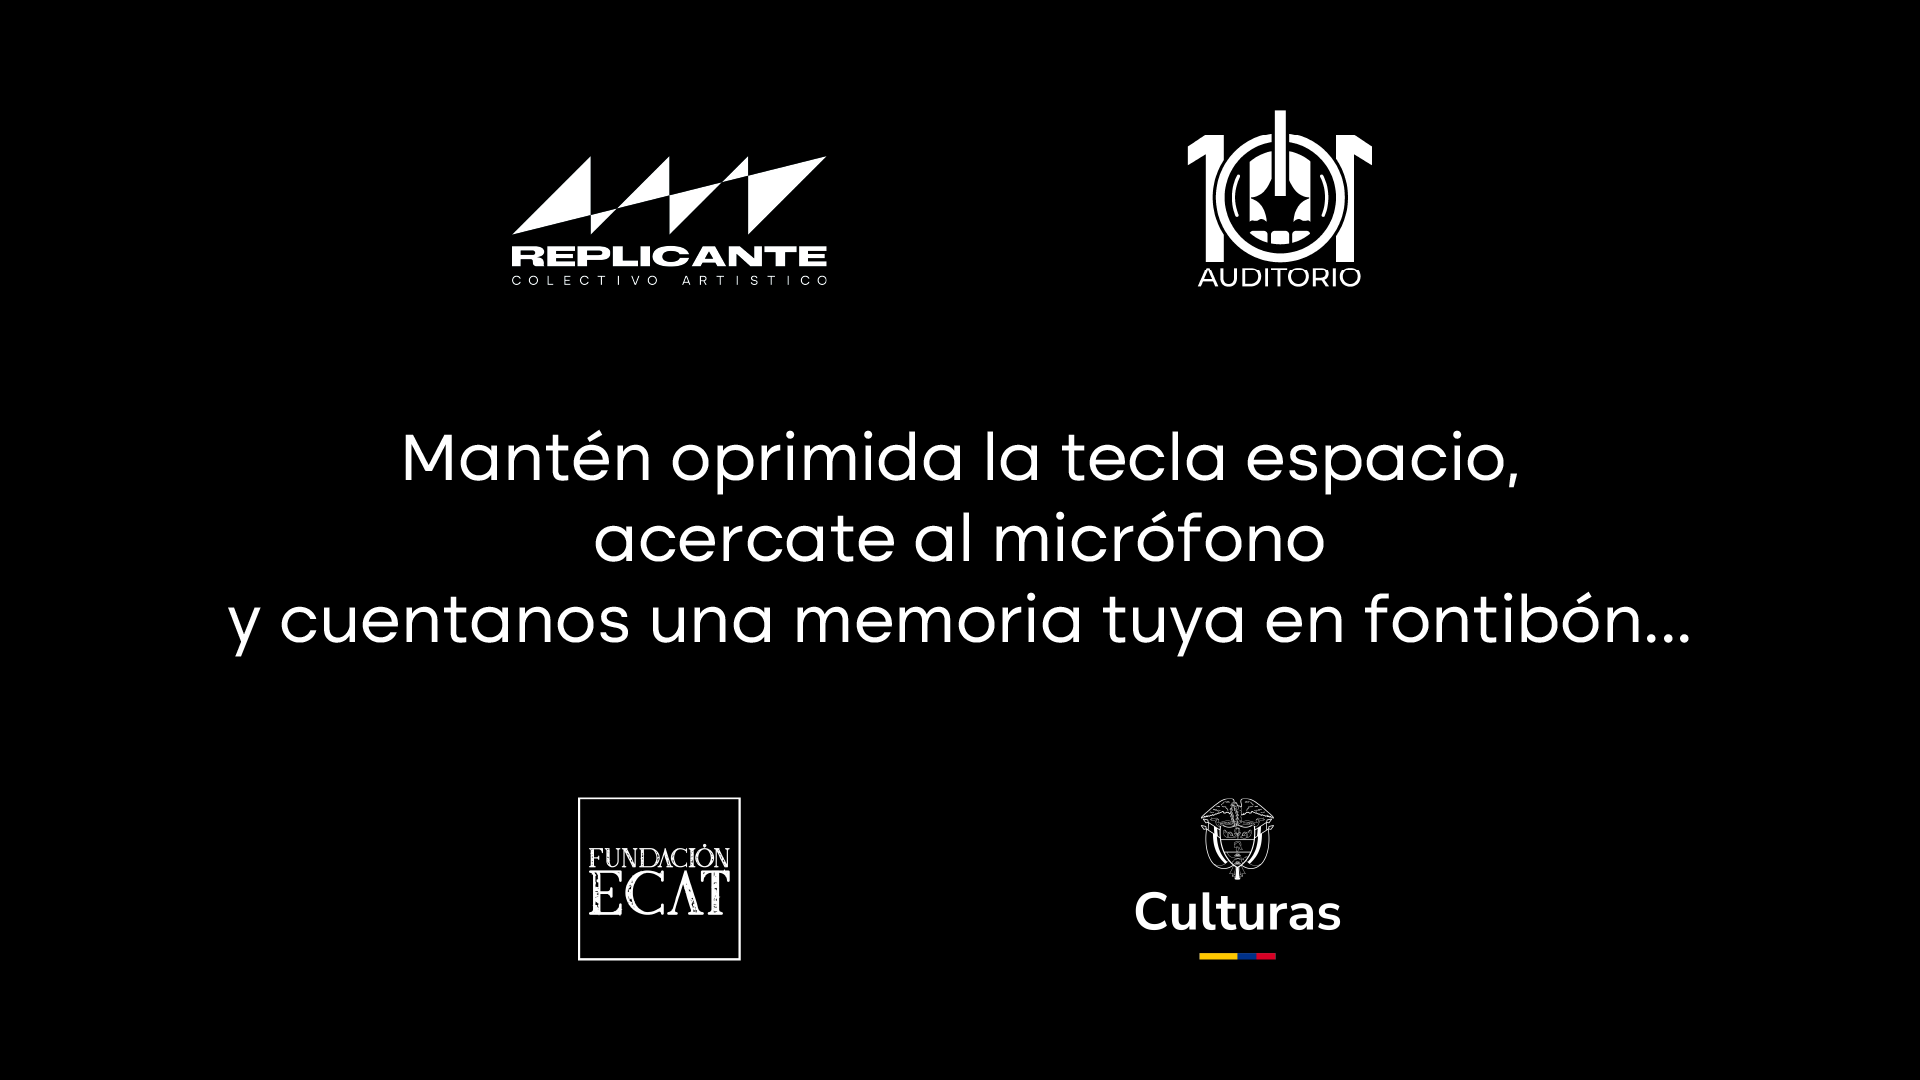 REPLICANTE
COLECTIVO ARTISTICO
101
AUDITORIO
Mantén oprimida la tecla espacio,
acercate al micrófono
y cuentanos una memoria tuya en fontibón...
FUNDACIÓN
ECAT
Culturas